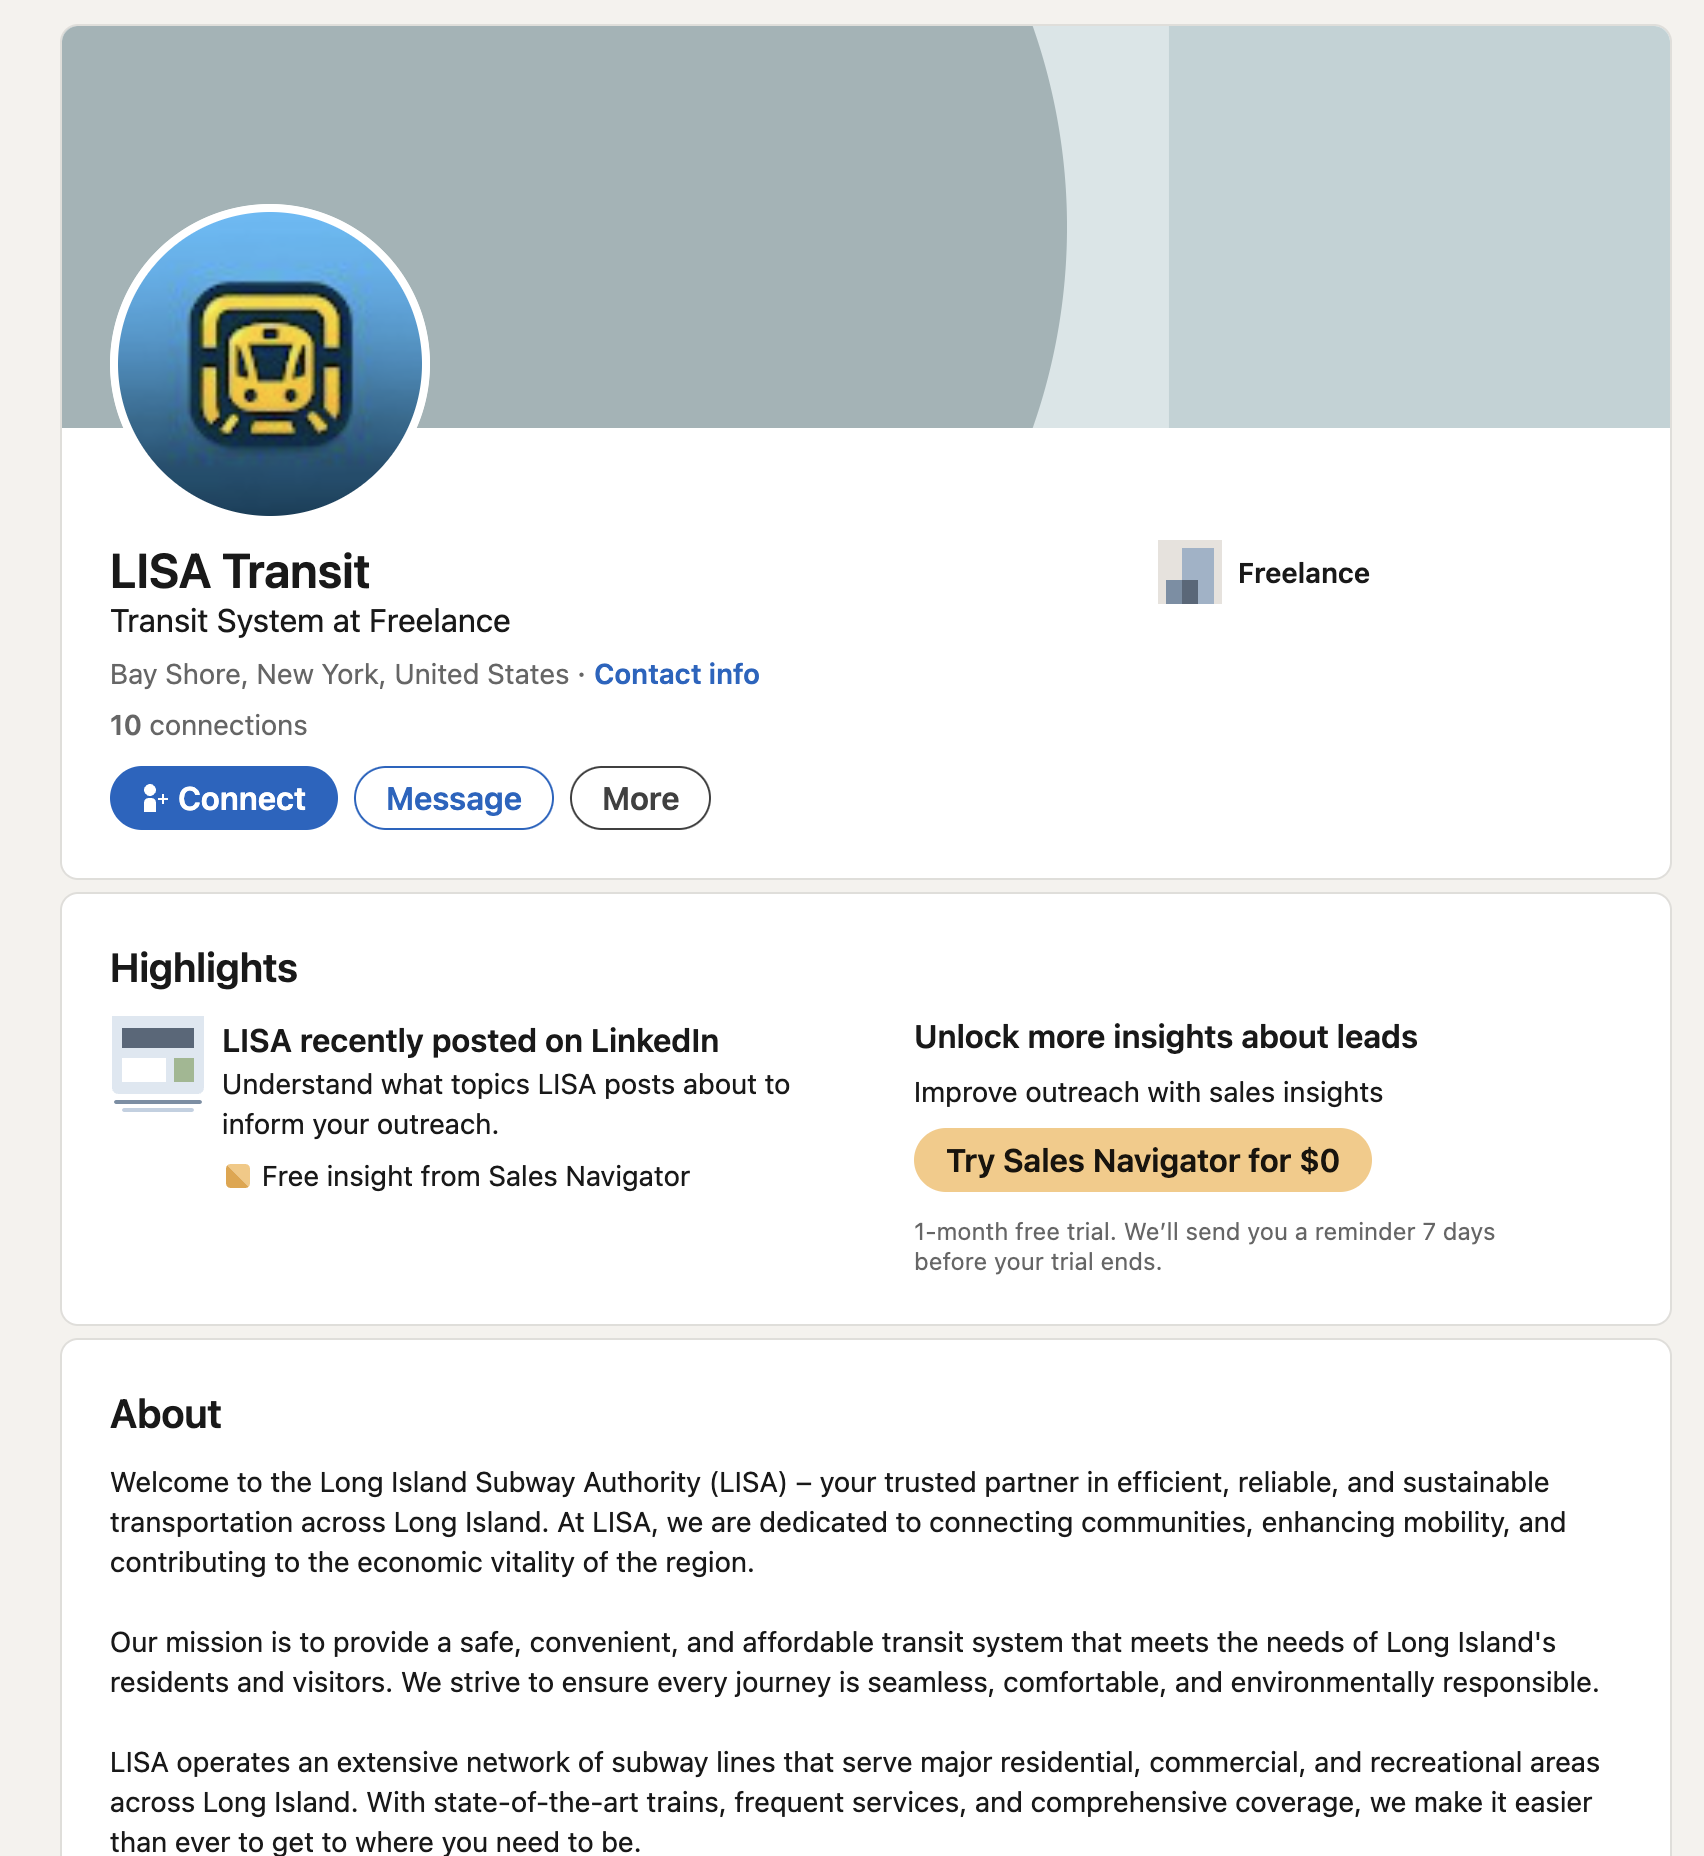 LISA Transit
Transit System at Freelance
Bay Shore, New York, United States · Contact info
10 connections
Connect
Message
More
Freelance
Highlights
LISA recently posted on LinkedIn
Understand what topics LISA posts about to
inform your outreach.
Free insight from Sales Navigator
Unlock more insights about leads
Improve outreach with sales insights
Try Sales Navigator for $0
1-month free trial. We’ll send you a reminder 7 days
before your trial ends.
About
Welcome to the Long Island Subway Authority (LISA) – your trusted partner in efficient, reliable, and sustainable
transportation across Long Island. At LISA, we are dedicated to connecting communities, enhancing mobility, and
contributing to the economic vitality of the region.
Our mission is to provide a safe, convenient, and affordable transit system that meets the needs of Long Island's
residents and visitors. We strive to ensure every journey is seamless, comfortable, and environmentally responsible.
LISA operates an extensive network of subway lines that serve major residential, commercial, and recreational areas
across Long Island. With state-of-the-art trains, frequent services, and comprehensive coverage, we make it easier
than ever to get to where you need to be.